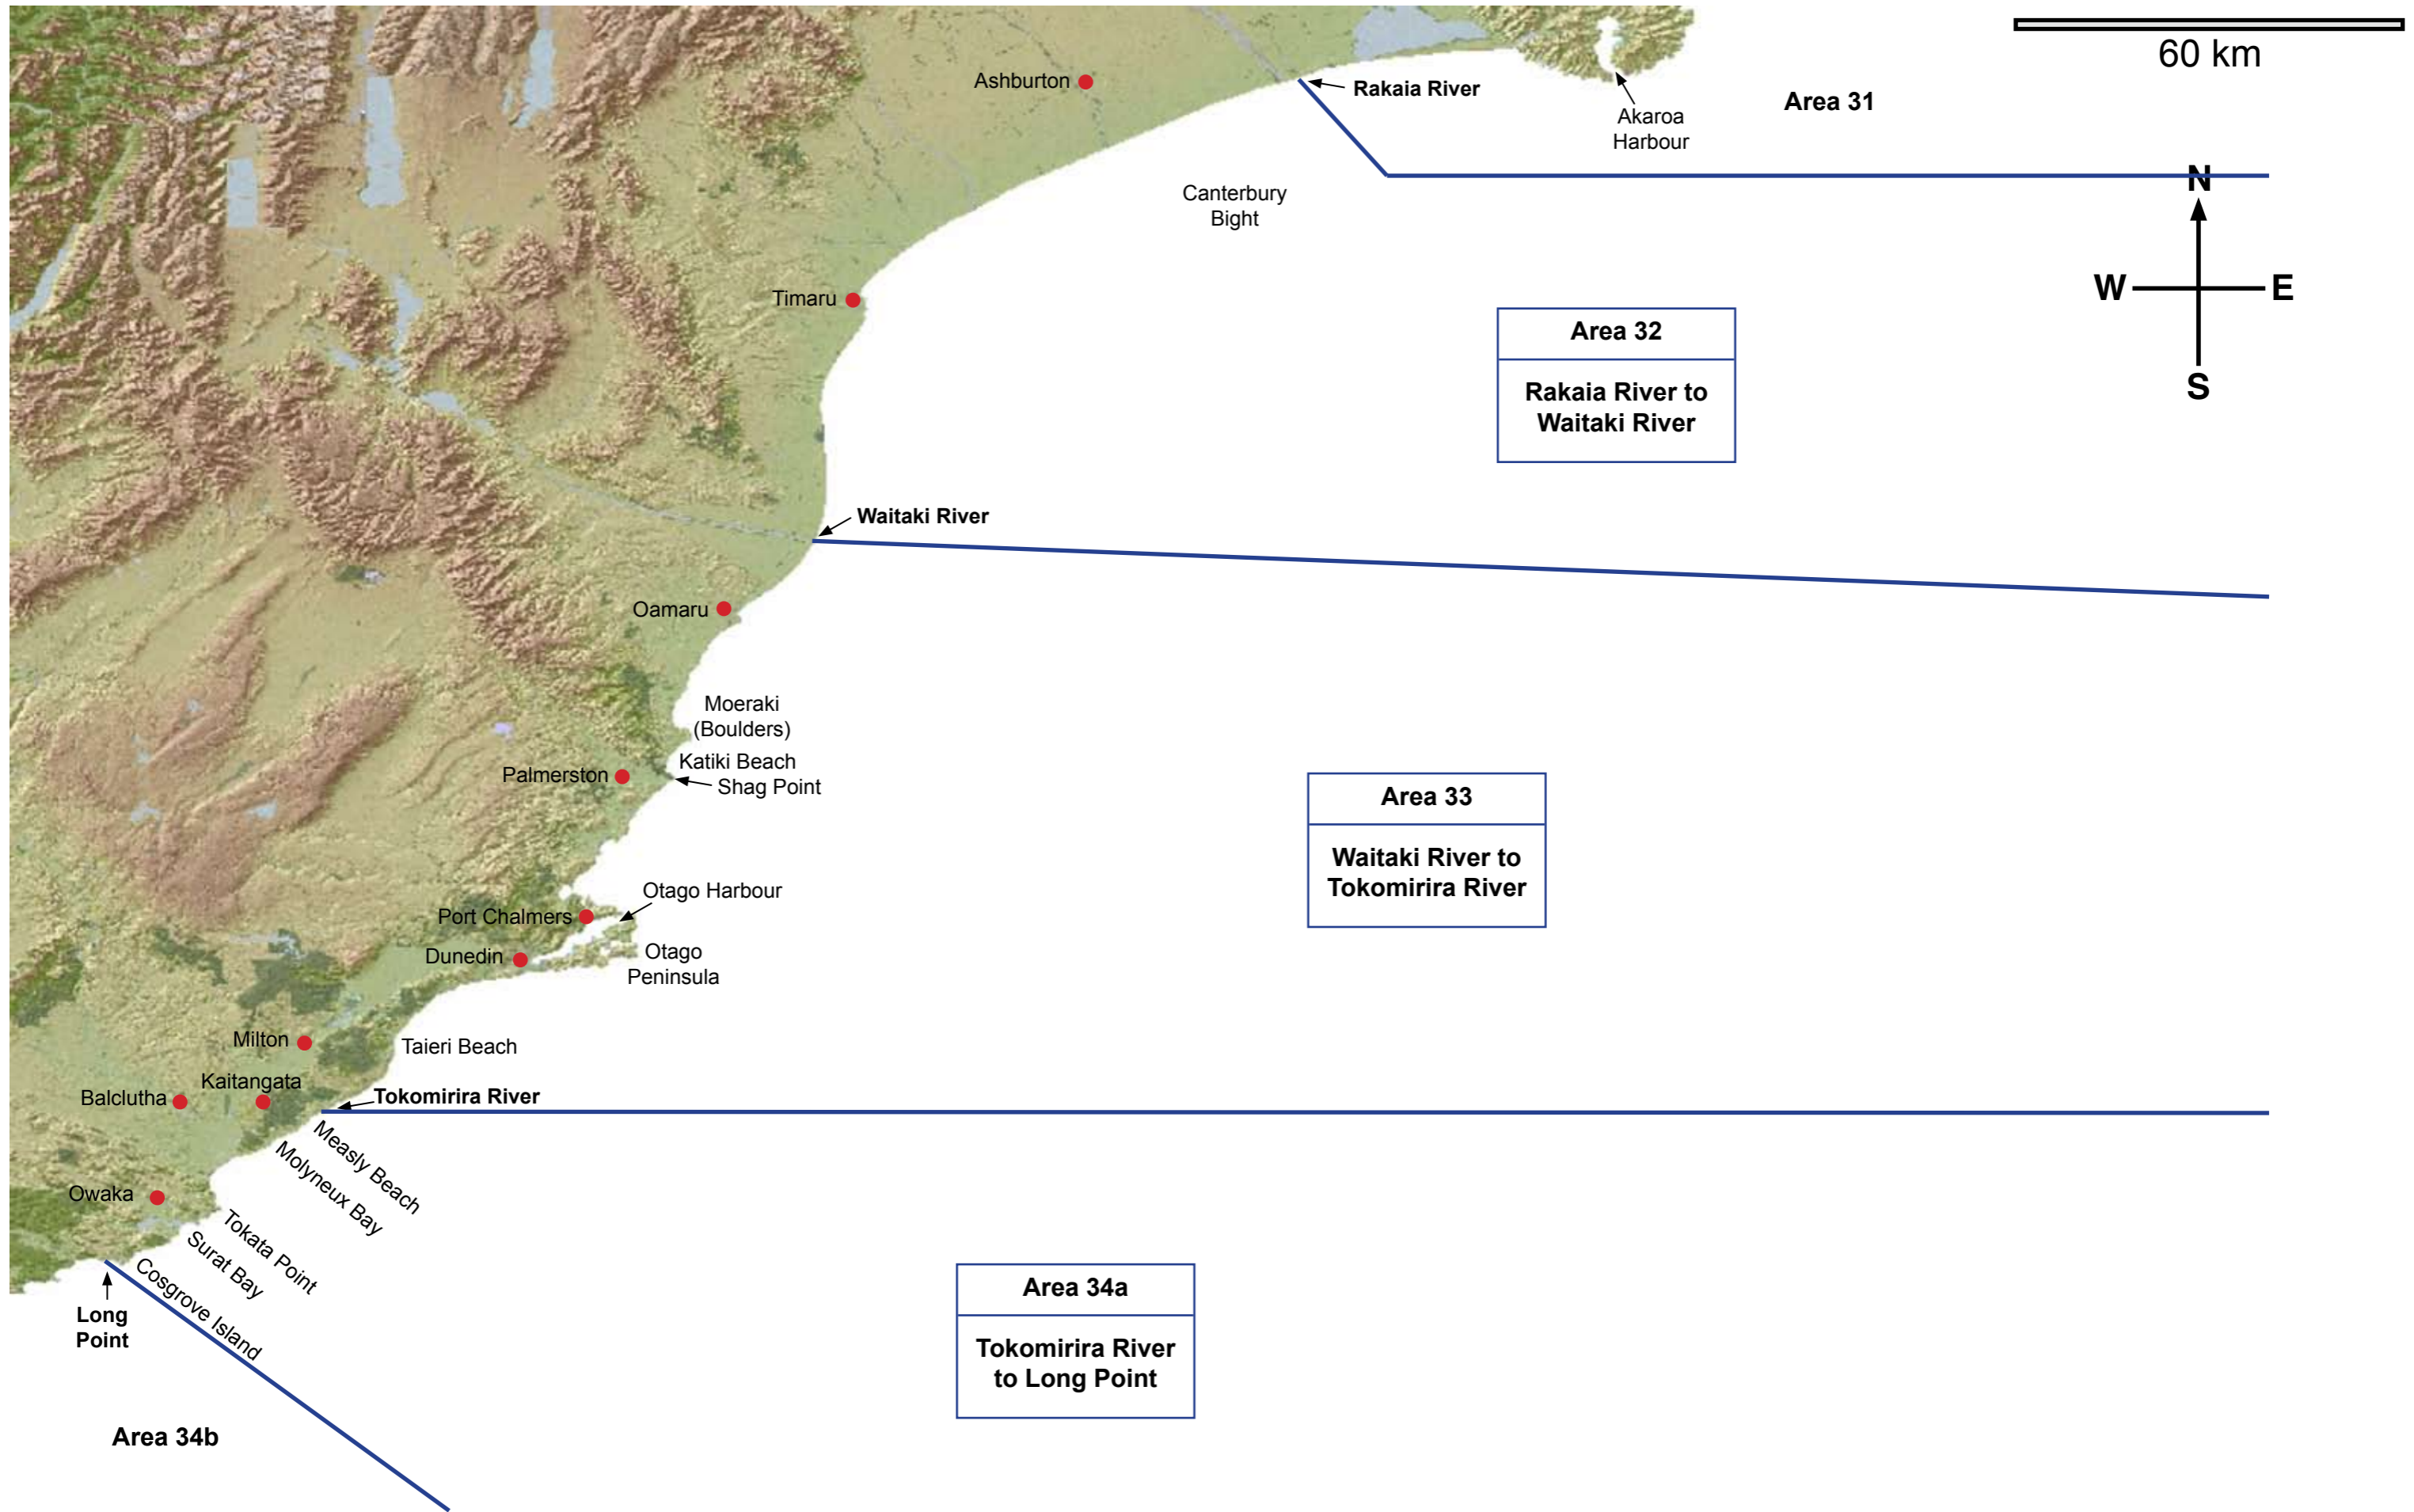 60 km
Ashburton
Rakaia River
Akaroa
Harbour
Area 31
Canterbury
Bight
N
W
E
S
Timaru
Area 32
Rakaia River to
Waitaki River
Waitaki River
Oamaru
Moeraki
(Boulders)
Katiki Beach
Palmerston
Shag Point
Area 33
Waitaki River to
Tokomirira River
Otago Harbour
Port Chalmers
Dunedin
Otago
Peninsula
Milton
Taieri Beach
Kaitangata
Balclutha
Tokomirira River
Measly Beach
Molyneux Bay
Owaka
Tokata Point
Surat Bay
Cosgrove Island
Long
Point
Area 34a
Tokomirira River
to Long Point
Area 34b